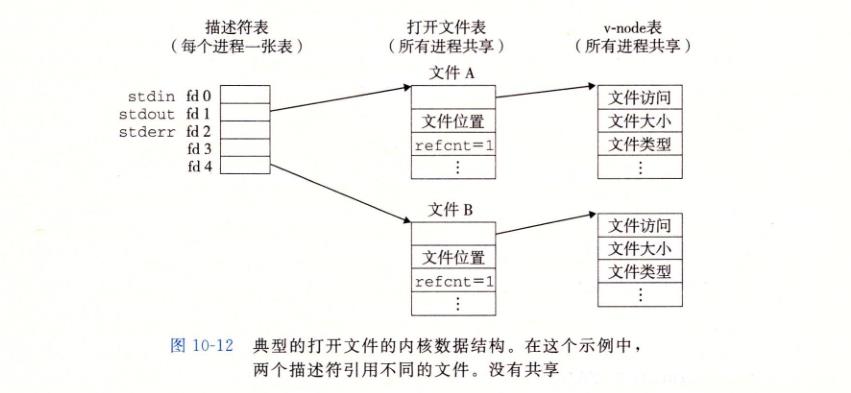 描述符表
(每个进程一张表)
打开文件表
(所有进程共享)
v-node表
(所有进程共享)
stdin fd 0
stdout fd 1
stderr fd 2
fd 3
fd 4
文件 A
文件位置
refcnt=1
⋮
文件访问
文件大小
文件类型
⋮
文件 B
文件位置
refcnt=1
⋮
文件访问
文件大小
文件类型
⋮
图 10-12 典型的打开文件的内核数据结构。在这个示例中,
两个描述符引用不同的文件。没有共享